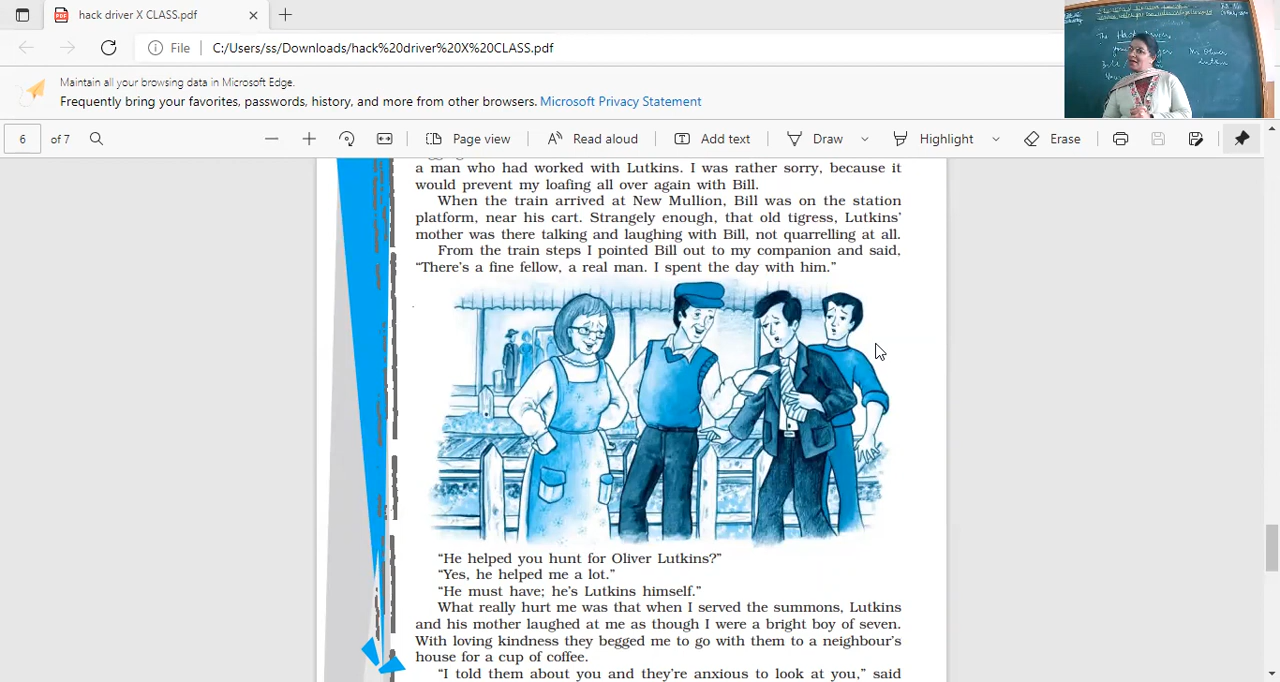 hack driver X CLASS.pdf
File
C:/Users/ss/Downloads/hack%20driver%20X%20CLASS.pdf
Maintain all your browsing data in Microsoft Edge.
Frequently bring your favorites, passwords, history, and more from other browsers. Microsoft Privacy Statement
6 of 7
Page view
Read aloud
Add text
Draw
Highlight
Erase
a man who had worked with Lutkins. I was rather sorry, because it
would prevent my loafing all over again with Bill.
When the train arrived at New Mullion, Bill was on the station
platform, near his cart. Strangely enough, that old tigress, Lutkins’
mother was there talking and laughing with Bill, not quarrelling at all.
From the train steps I pointed Bill out to my companion and said,
“There’s a fine fellow, a real man. I spent the day with him.”
“He helped you hunt for Oliver Lutkins?”
“Yes, he helped me a lot.”
“He must have; he’s Lutkins himself.”
What really hurt me was that when I served the summons, Lutkins
and his mother laughed at me as though I were a bright boy of seven.
With loving kindness they begged me to go with them to a neighbour’s
house for a cup of coffee.
“I told them about you and they’re anxious to look at you,” said
The Hack Driver